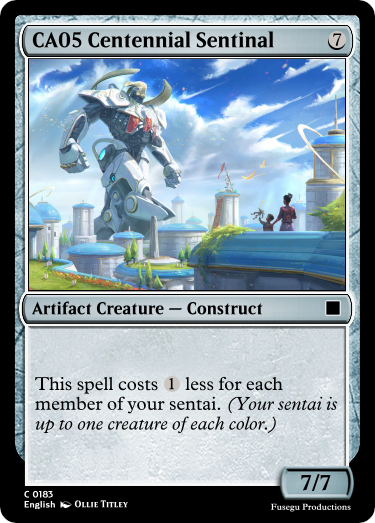 CA05 Centennial Sentinal
7
Artifact Creature — Construct
This spell costs 1 less for each
member of your sentai. (Your sentai is
up to one creature of each color.)
7/7
C 0183
English Ollie Titley
Fusegu Productions